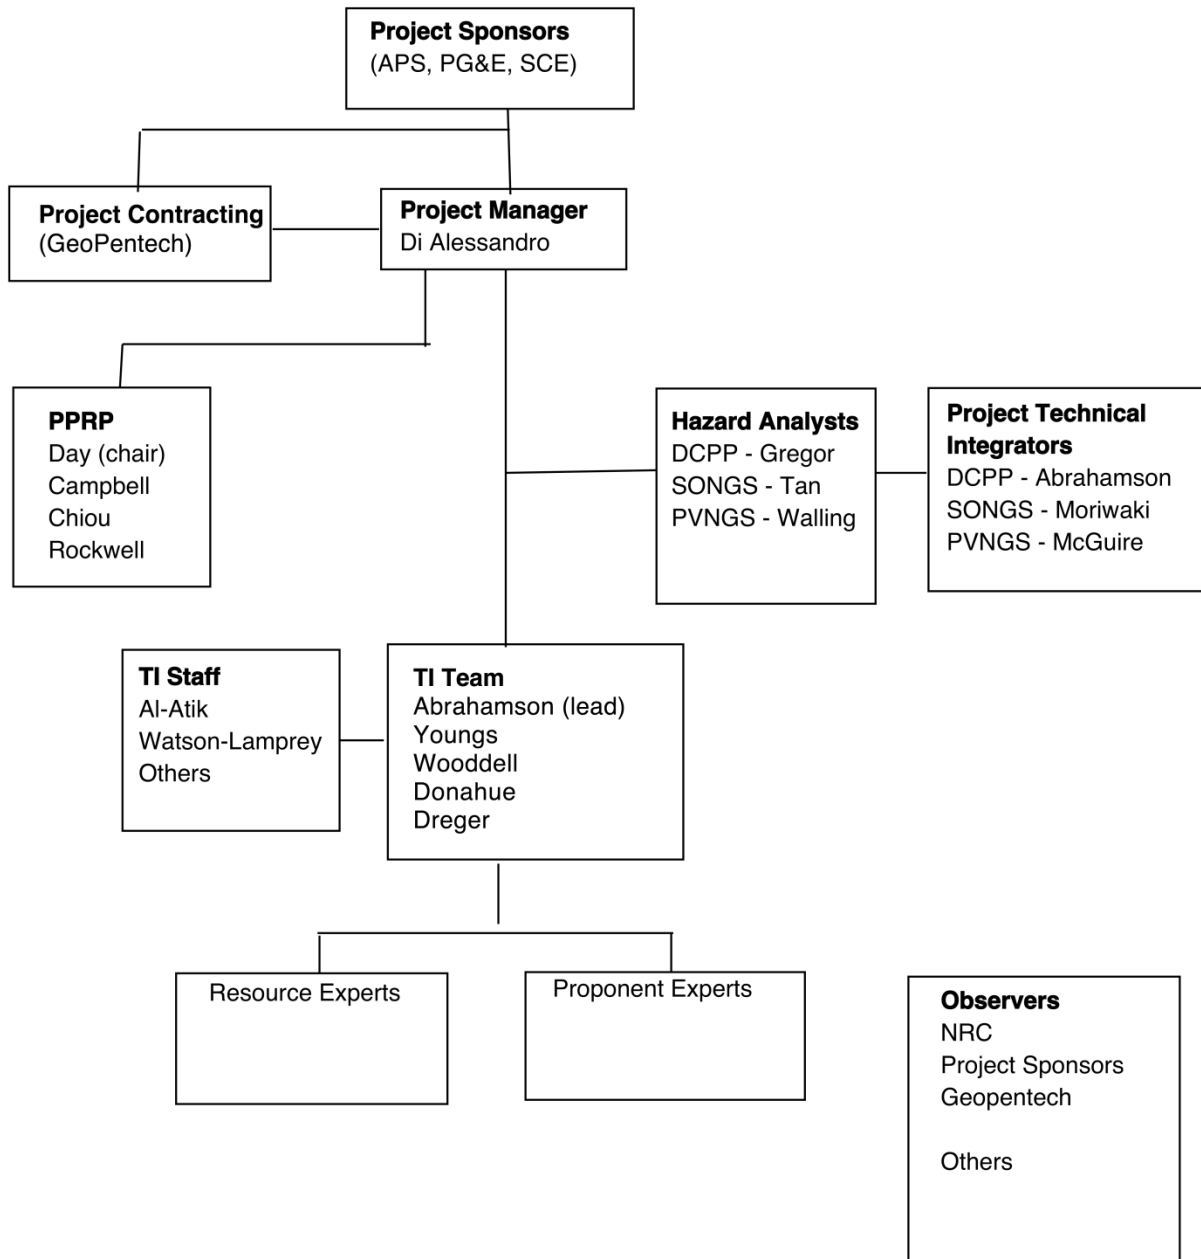 Project Sponsors
(APS, PG&E, SCE)
Project Contracting
(GeoPentech)
Project Manager
Di Alessandro
PPRP
Day (chair)
Campbell
Chiou
Rockwell
Hazard Analysts
DCPP - Gregor
SONGS - Tan
PVNGS - Walling
Project Technical
Integrators
DCPP - Abrahamson
SONGS - Moriwaki
PVNGS - McGuire
TI Staff
Al-Atik
Watson-Lamprey
Others
TI Team
Abrahamson (lead)
Youngs
Wooddell
Donahue
Dreger
Resource Experts
Proponent Experts
Observers
NRC
Project Sponsors
Geopentech
Others